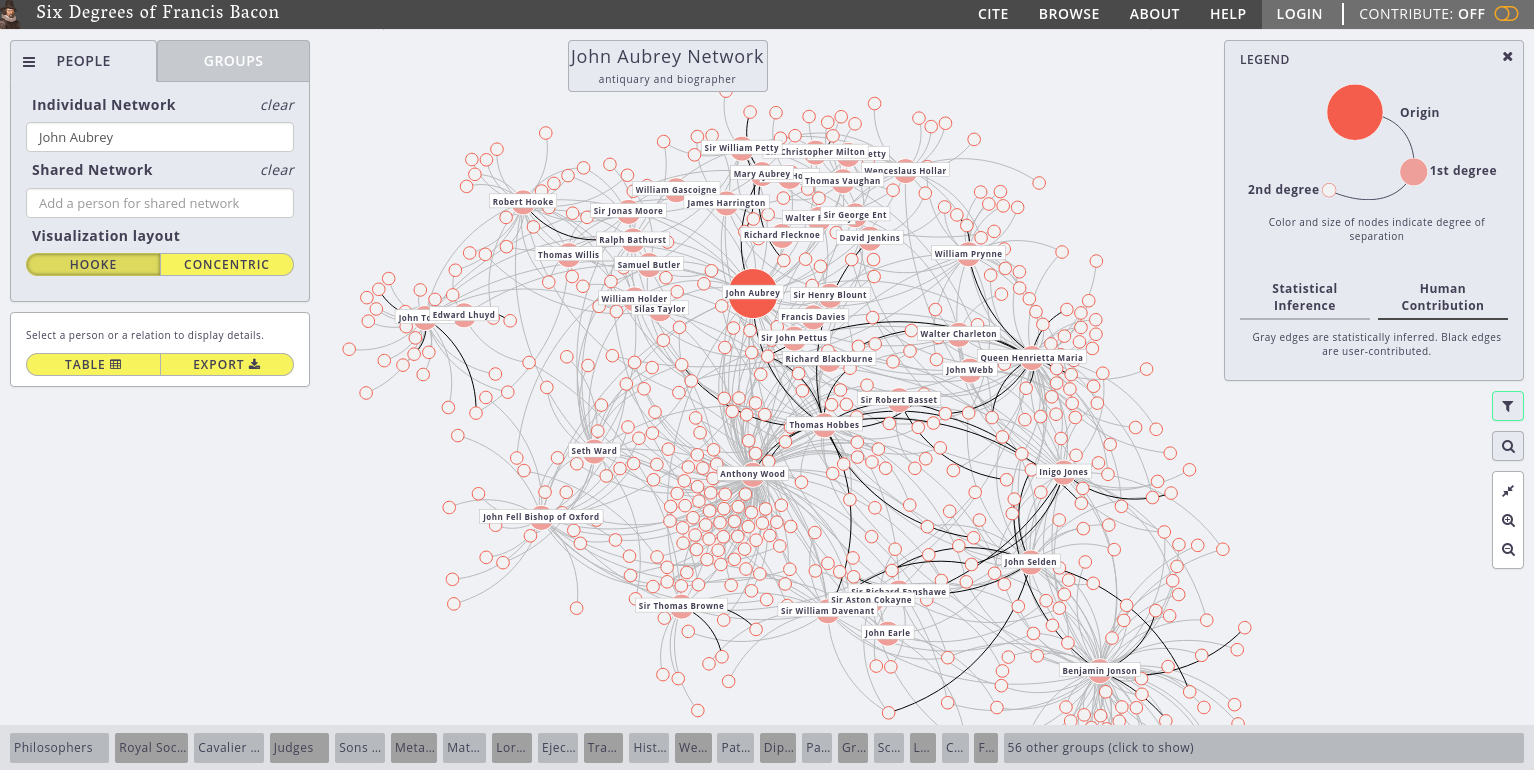 Six Degrees of Francis Bacon
CITE BROWSE ABOUT HELP LOGIN CONTRIBUTE: OFF
PEOPLE GROUPS
Individual Network clear
John Aubrey
Shared Network clear
Add a person for shared network
Visualization layout
HOOKE CONCENTRIC
Select a person or a relation to display details.
TABLE EXPORT
John Aubrey Network
antiquary and biographer
Sir William Petty
Christopher Milton
etty
Mary Aubrey
Ho
Thomas Vaughan
Wenceslaus Hollar
William Gascoigne
Robert Hooke
James Harrington
Sir Jonas Moore
Walter
Sir George Ent
Ralph Bathurst
Richard Flecknoe
David Jenkins
Thomas Willis
William Prynne
Samuel Butler
John Aubrey
Sir Henry Blount
William Holder
Silas Taylor
John
Edward Lhuyd
Francis Davies
Sir John Pettus
Walter Charleton
Richard Blackburne
Queen Henrietta Maria
John Webb
Sir Robert Basset
Thomas Hobbes
Seth Ward
Anthony Wood
Inigo Jones
John Fell Bishop of Oxford
John Selden
Sir Richard Fanshawe
Sir Aston Cokayne
Sir Thomas Browne
Sir William Davenant
John Earle
Benjamin Jonson
LEGEND
Origin
1st degree
2nd degree
Color and size of nodes indicate degree of
separation
Statistical Human
Inference Contribution
Gray edges are statistically inferred. Black edges
are user-contributed.
Philosophers Royal Soc... Cavalier ... Judges Sons ... Meta... Mat... Lor... Ejec... Tra... Hist... We... Pat... Dip... Pa... Gr... Sc... L... C... F... 56 other groups (click to show)